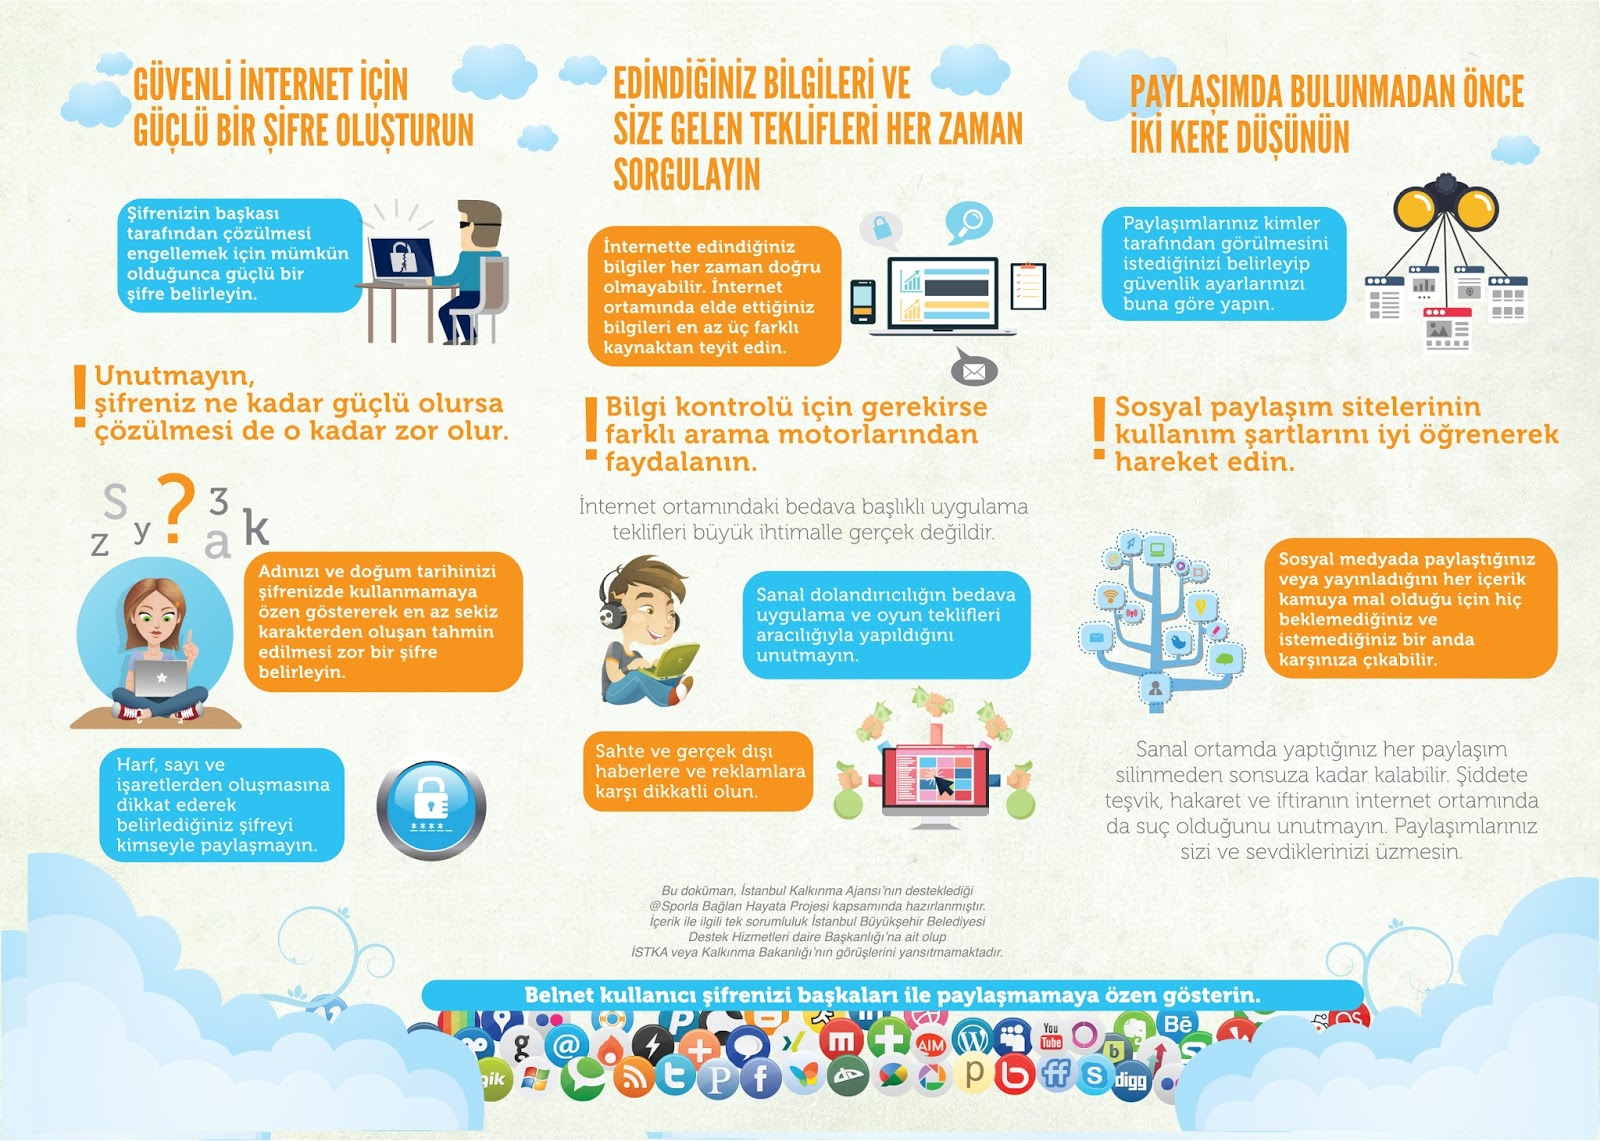 GÜVENLİ İNTERNET İÇİN
GÜÇLÜ BİR ŞİFRE OLUŞTURUN
Şifrenizin başkası
tarafından çözülmesi
engellemek için mümkün
olduğunca güçlü bir
şifre belirleyin.
! Unutmayın,
şifreniz ne kadar güçlü olursa
çözülmesi de o kadar zor olur.
S ? 3
z y a k
Adınızı ve doğum tarihinizi
şifrenizde kullanmamaya
özen göstererek en az sekiz
karakterden oluşan tahmin
edilmesi zor bir şifre
belirleyin.
Harf, sayı ve
işaretlerden oluşmasına
dikkat ederek
belirlediğiniz şifreyi
kimseyle paylaşmayın.
****
EDİNDİĞİNİZ BİLGİLERİ VE
SİZE GELEN TEKLİFLERİ HER ZAMAN
SORGULAYIN
İnternette edindiğiniz
bilgiler her zaman doğru
olmayabilir. İnternet
ortamında elde ettiğiniz
bilgileri en az üç farklı
kaynaktan teyit edin.
! Bilgi kontrolü için gerekirse
farklı arama motorlarından
faydalanın.
İnternet ortamındaki bedava başlıklı uygulama
teklifleri büyük ihtimalle gerçek değildir.
Sanal dolandırıcılığın bedava
uygulama ve oyun teklifleri
aracılığıyla yapıldığını
unutmayın.
Sahte ve gerçek dışı
haberlere ve reklamlara
karşı dikkatli olun.
PAYLAŞIMDA BULUNMADAN ÖNCE
İKİ KERE DÜŞÜNÜN
Paylaşımlarınız kimler
tarafından görülmesini
istediğinizi belirleyip
güvenlik ayarlarınızı
buna göre yapın.
! Sosyal paylaşım sitelerinin
kullanım şartlarını iyi öğrenerek
hareket edin.
Sosyal medyada paylaştığınız
veya yayınladığını her içerik
kamuya mal olduğu için hiç
beklemediğiniz ve
istemediğiniz bir anda
karşınıza çıkabilir.
Sanal ortamda yaptığınız her paylaşım
silinmeden sonsuza kadar kalabilir. Şiddete
teşvik, hakaret ve iftiranın internet ortamında
da suç olduğunu unutmayın. Paylaşımlarınız
sizi ve sevdiklerinizi üzmesin.
Bu doküman, İstanbul Kalkınma Ajansı'nın desteklediği
@Sporla Bağlan Hayata Projesi kapsamında hazırlanmıştır.
İçerik ile ilgili tek sorumluluk İstanbul Büyükşehir Belediyesi
Destek Hizmetleri daire Başkanlığı'na ait olup
İSTKA veya Kalkınma Bakanlığı'nın görüşlerini yansıtmamaktadır.
Belnet kullanıcı şifrenizi başkaları ile paylaşmamaya özen gösterin.
P in Bē
g @ m AIM W You Tube b
t P f p b ff S digg